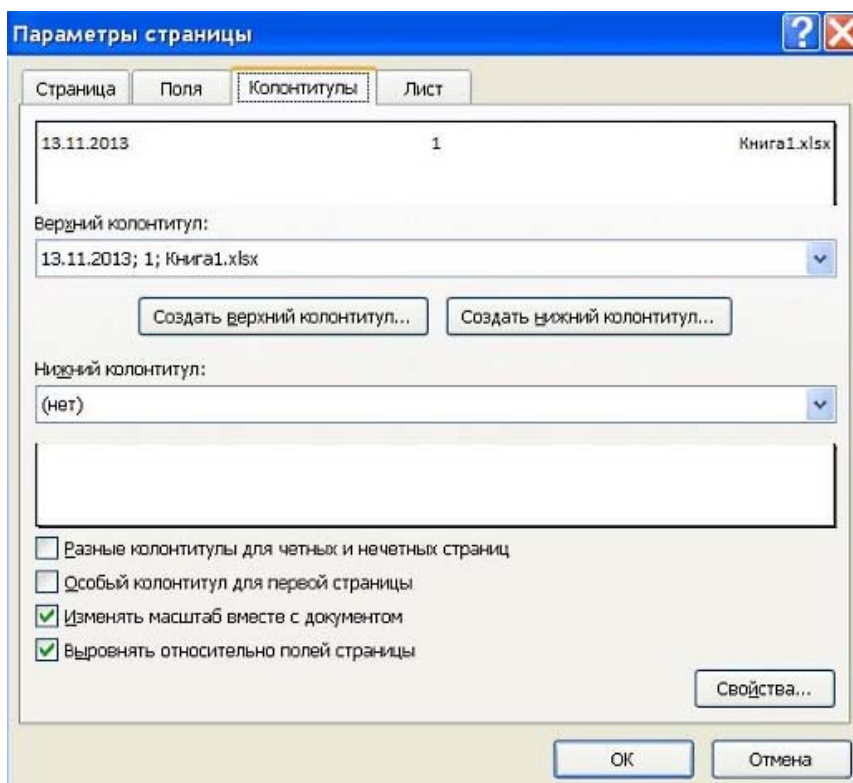 Параметры страницы
Страница Поля Колонтитулы Лист
13.11.2013 1 Книга1.xlsx
Верхний колонтитул:
13.11.2013; 1; Книга1.xlsx
Создать верхний колонтитул... Создать нижний колонтитул...
Нижний колонтитул:
(нет)
Разные колонтитулы для четных и нечетных страниц
Особый колонтитул для первой страницы
Изменять масштаб вместе с документом
Выровнять относительно полей страницы
Свойства...
ОК Отмена